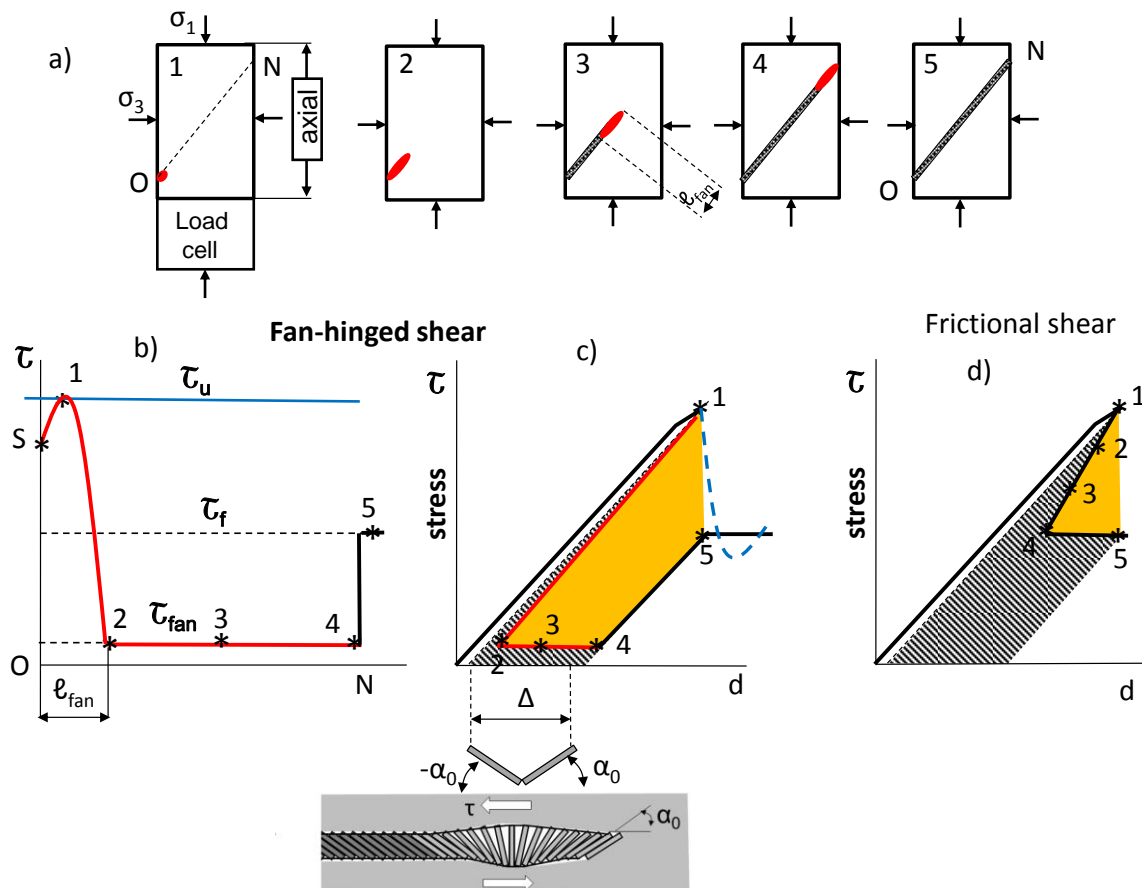 a)
σ1
1
N
σ3
O
axial
Load
cell
2
3
ℓfan
4
5
N
O
Fan-hinged shear
Frictional shear
b)
τ
1
τu
S
τf
5
τfan
2
3
4
O
N
ℓfan
c)
τ
stress
1
5
3
2
4
d
Δ
-α0
α0
τ
α0
d)
τ
stress
1
2
3
4
5
d